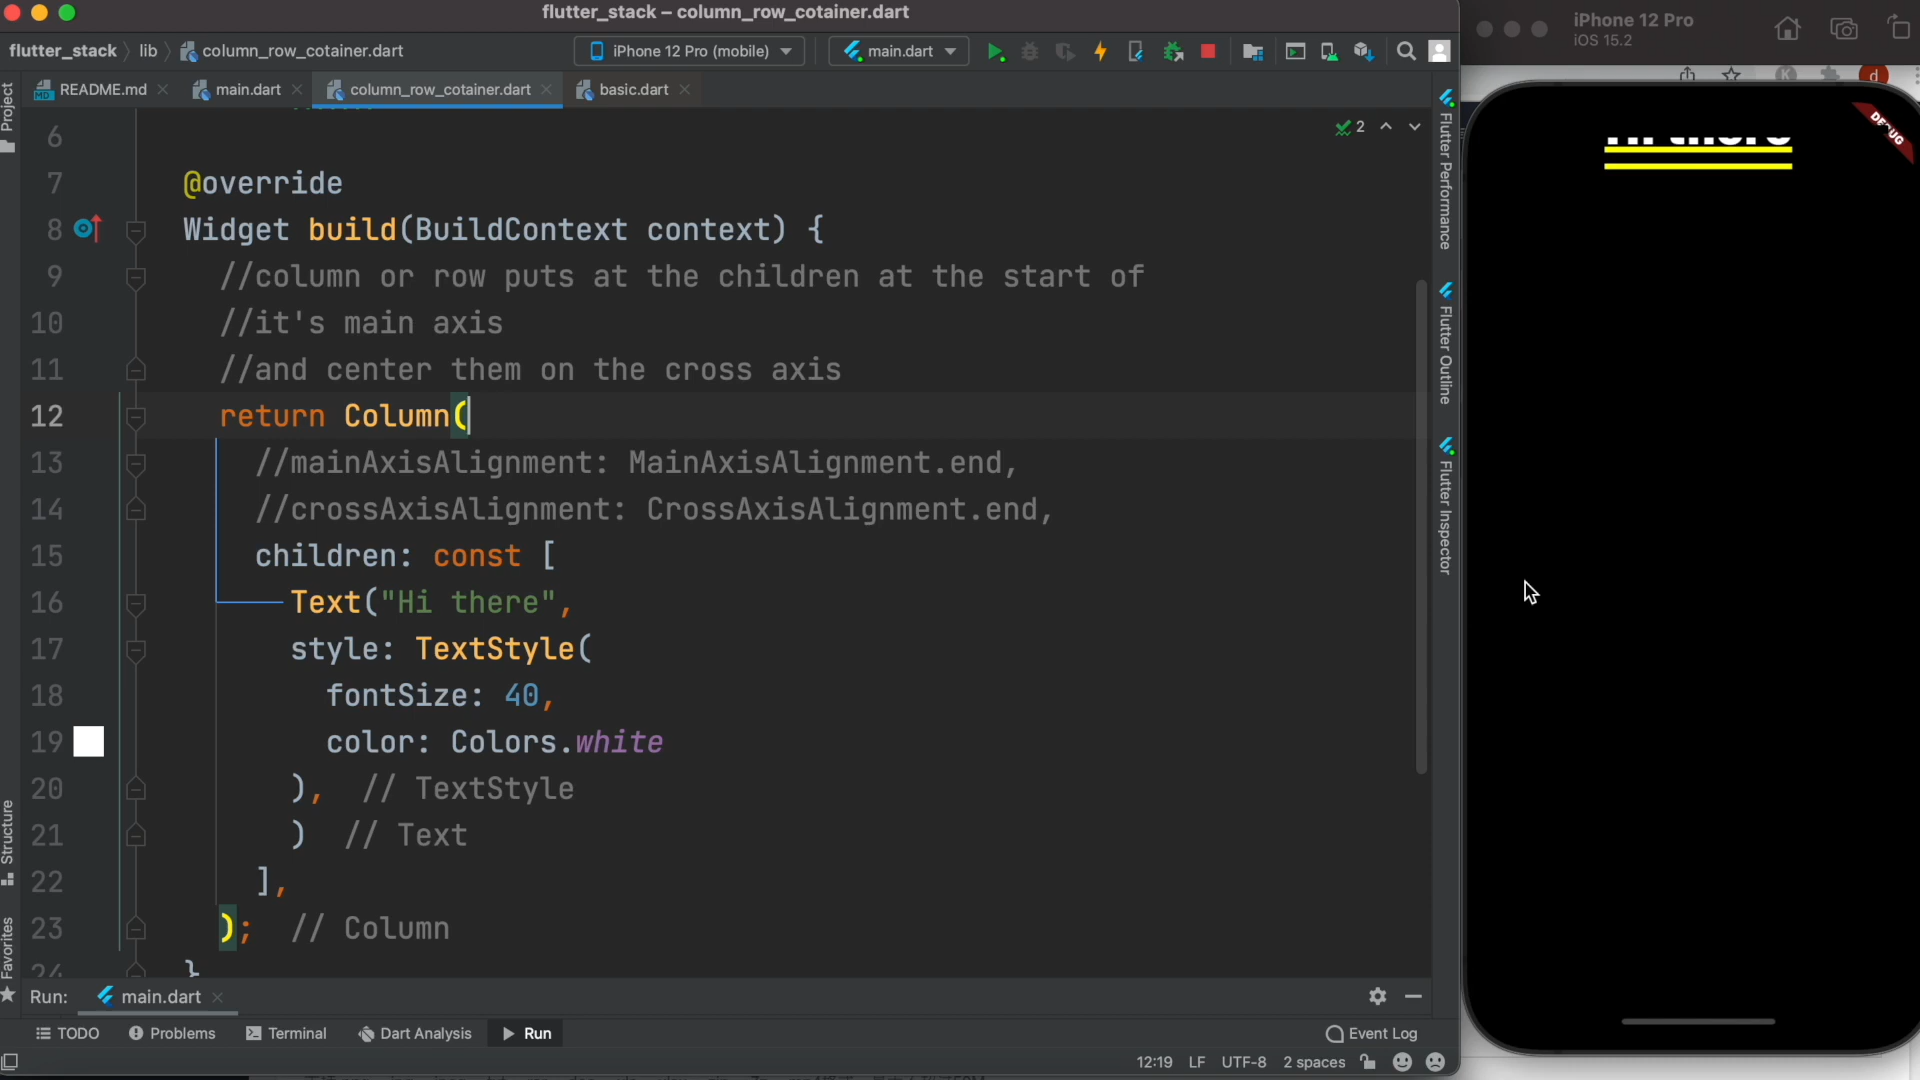 flutter_stack – column_row_cotainer.dart
flutter_stack
lib
column_row_cotainer.dart
iPhone 12 Pro (mobile)
main.dart
README.md
main.dart
column_row_cotainer.dart
basic.dart
Project
2
6
7 @override
8 Widget build(BuildContext context) {
9 //column or row puts at the children at the start of
10 //it's main axis
11 //and center them on the cross axis
12 return Column(
13 //mainAxisAlignment: MainAxisAlignment.end,
14 //crossAxisAlignment: CrossAxisAlignment.end,
15 children: const [
16 Text("Hi there",
17 style: TextStyle(
18 fontSize: 40,
19 color: Colors.white
20 ), // TextStyle
21 ) // Text
22 ],
23 ); // Column
24 }
Structure
Favorites
Flutter Performance
Flutter Outline
Flutter Inspector
Run:
main.dart
TODO
Problems
Terminal
Dart Analysis
Run
Event Log
12:19
LF
UTF-8
2 spaces
iPhone 12 Pro
iOS 15.2
K
d
DEBUG
Hi there